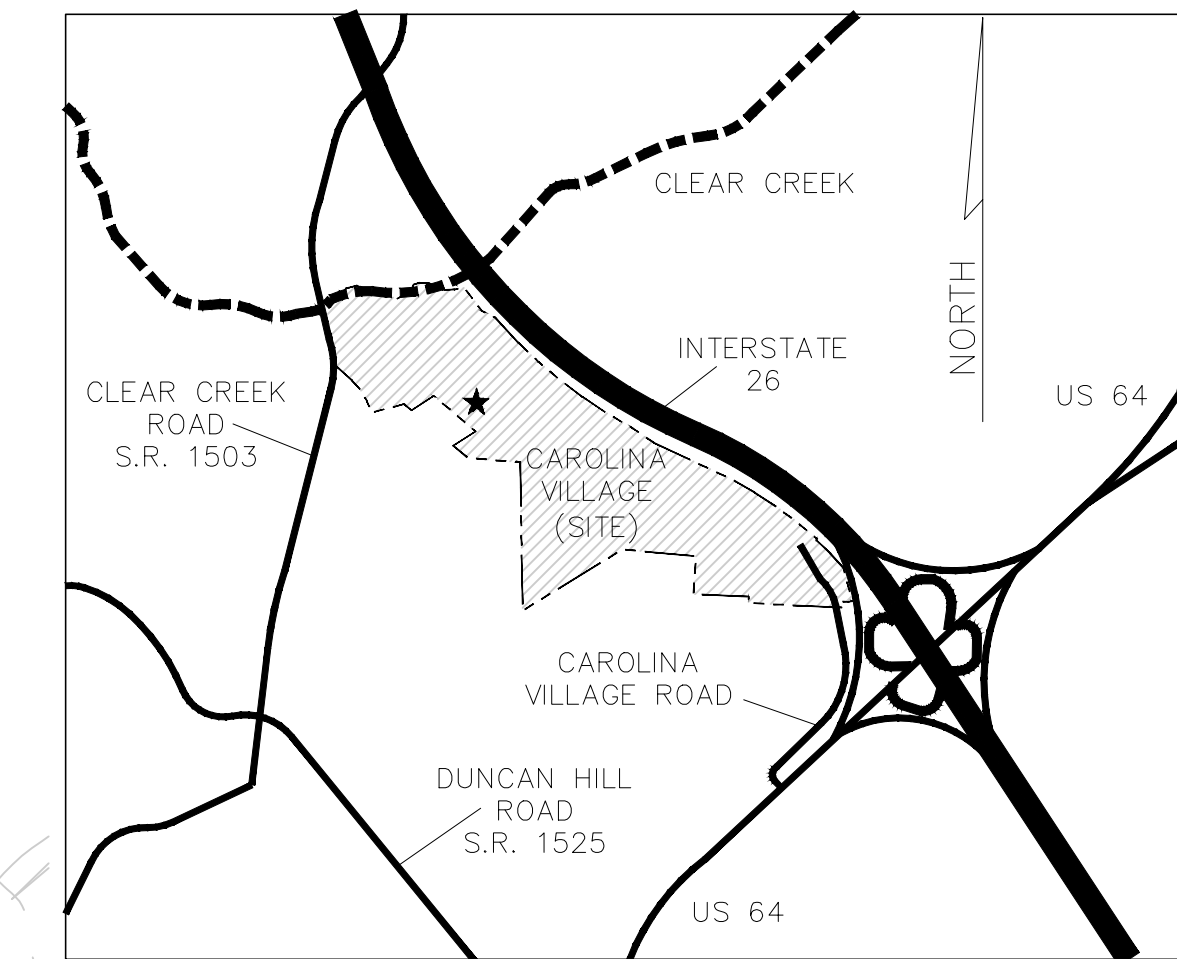 CLEAR CREEK
INTERSTATE
26
NORTH
US 64
CLEAR CREEK
ROAD
S.R. 1503
CAROLINA
VILLAGE
(SITE)
CAROLINA
VILLAGE ROAD
DUNCAN HILL
ROAD
S.R. 1525
US 64